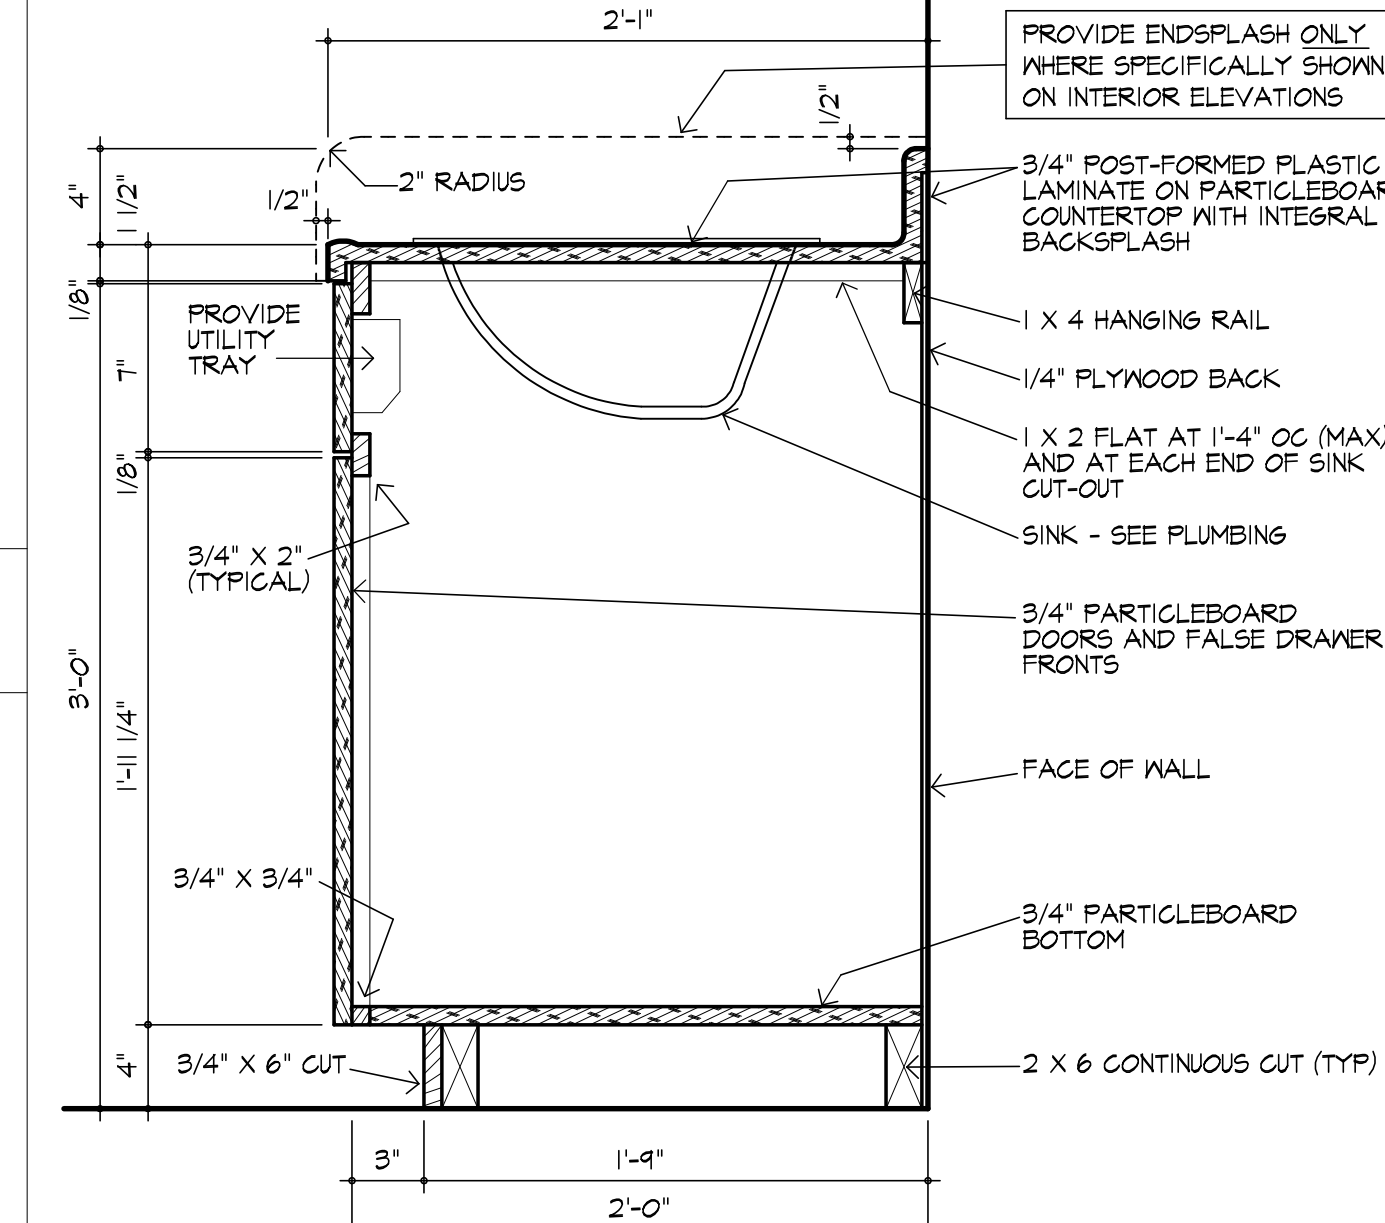 2'-1"
PROVIDE ENDSPLASH ONLY
WHERE SPECIFICALLY SHOWN
ON INTERIOR ELEVATIONS
1/2"
3/4" POST-FORMED PLASTIC
LAMINATE ON
COUNTERTOP WITH INTEGRAL
BACKSPLASH
2" RADIUS
1/2"
4"
1 1/2"
1/8"
PROVIDE
UTILITY
TRAY
7"
1/8"
1 X 4 HANGING RAIL
1/4" PLYWOOD BACK
1 X 2 FLAT AT 1'-4" OC (MAX)
AND AT EACH END OF SINK
CUT-OUT
SINK - SEE PLUMBING
3/4" X 2"
(TYPICAL)
3/4" PARTICLEBOARD
DOORS AND FALSE DRAWER
FRONTS
3'-0"
1'-11 1/4"
FACE OF WALL
3/4" X 3/4"
3/4" PARTICLEBOARD
BOTTOM
4"
3/4" X 6" CUT
2 X 6 CONTINUOUS CUT (TYP)
3"
1'-9"
2'-0"